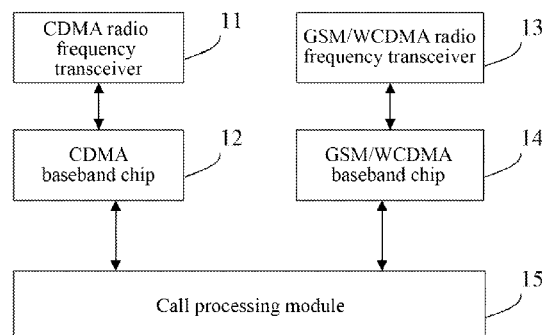 CDMA radio
frequency
transceiver
11
GSM/WCDMA radio
frequency transceiver
13
CDMA
baseband chip
12
GSM/WCDMA
baseband chip
14
Call processing module
15